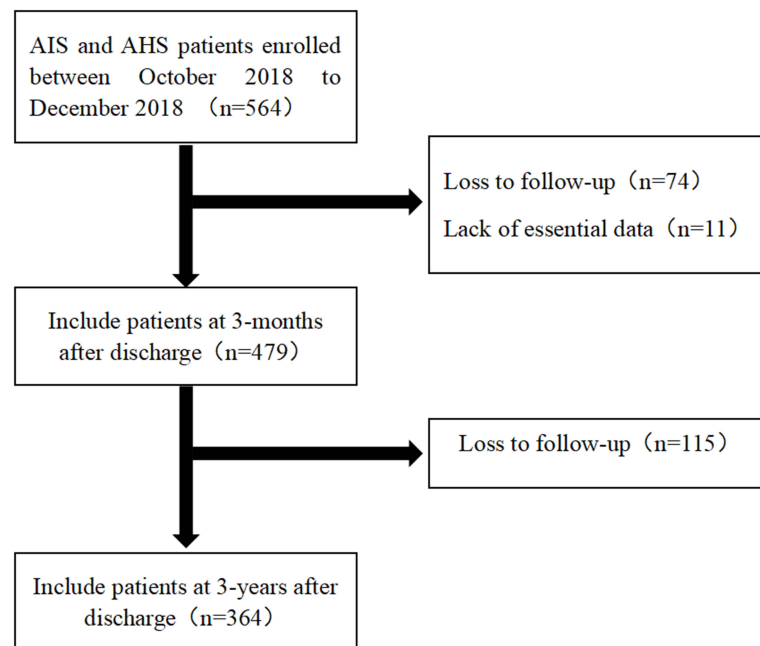 AIS and AHS patients enrolled
between October 2018 to
December 2018 （n=564）
Loss to follow-up（n=74）
Lack of essential data（n=11）
Include patients at 3-months
after discharge（n=479）
Loss to follow-up（n=115）
Include patients at 3-years after
discharge（n=364）